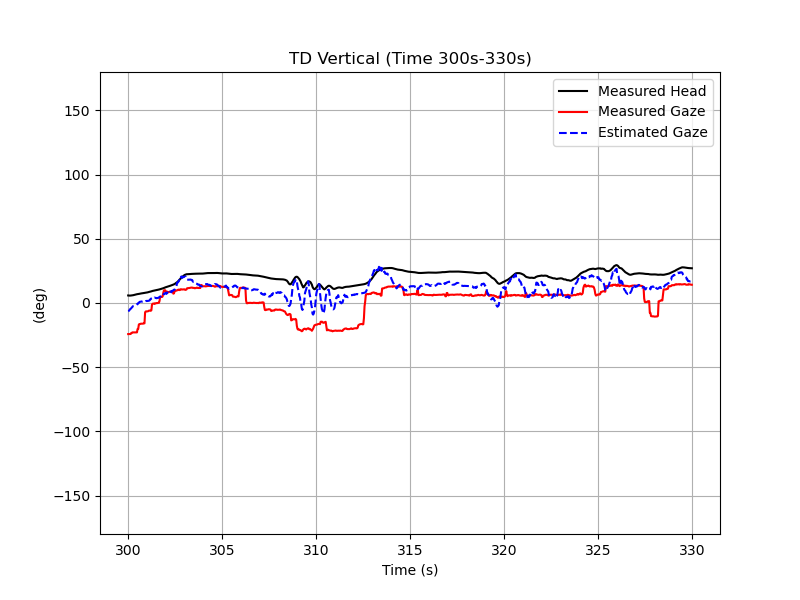 TD Vertical (Time 300s-330s)
Measured Head
Measured Gaze
Estimated Gaze
150
100
50
0
−50
−100
−150
(deg)
300 305 310 315 320 325 330
Time (s)